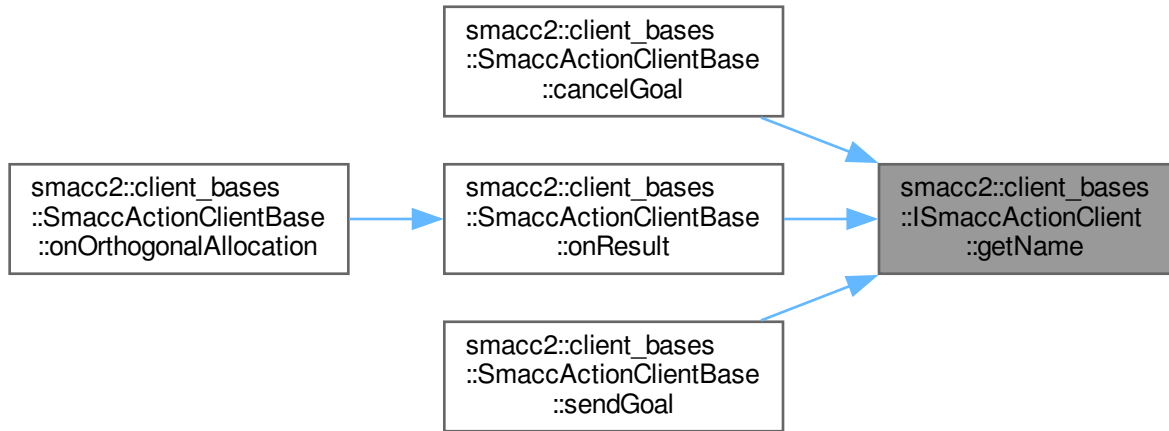 smacc2::client_bases
::SmaccActionClientBase
::cancelGoal
smacc2::client_bases
::SmaccActionClientBase
::onOrthogonalAllocation
smacc2::client_bases
::SmaccActionClientBase
::onResult
smacc2::client_bases
::ISmaccActionClient
::getName
smacc2::client_bases
::SmaccActionClientBase
::sendGoal